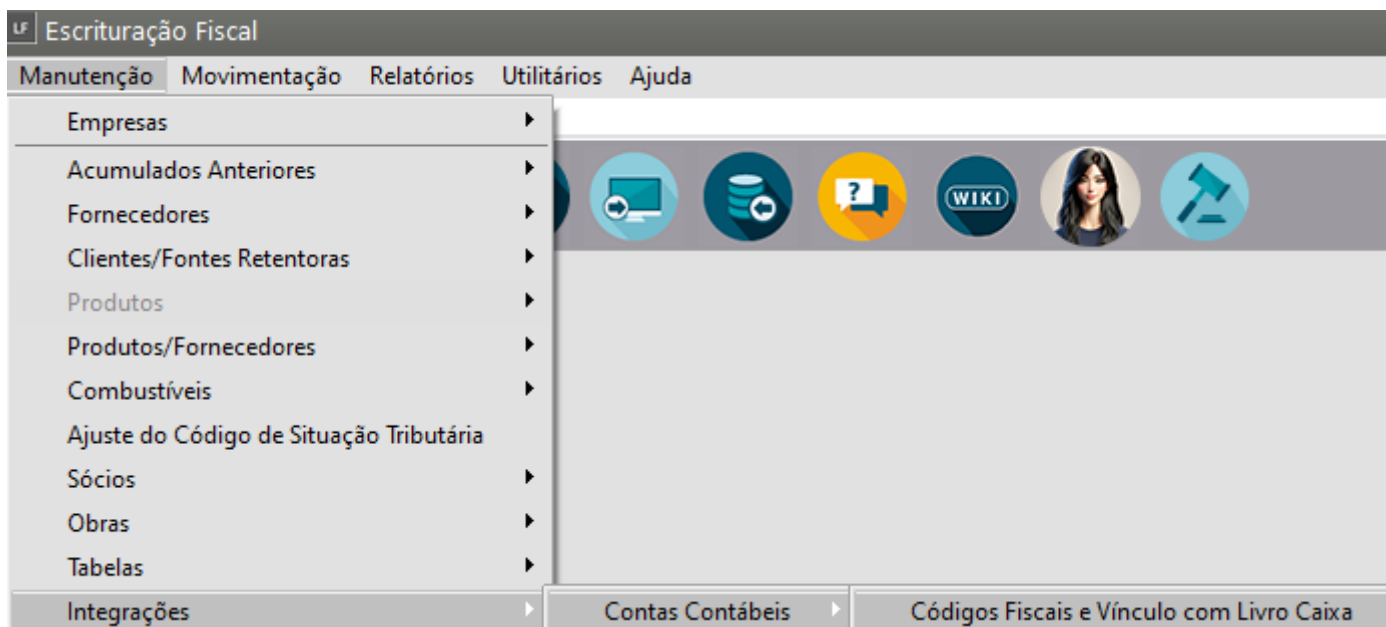 LF Escrituração Fiscal
Manutenção Movimentação Relatórios Utilitários Ajuda
Empresas
Acumulados Anteriores
Fornecedores
? WIKI
Clientes/Fontes Retentoras
Produtos
Produtos/Fornecedores
Combustíveis
Ajuste do Código de Situação Tributária
Sócios
Obras
Tabelas
Integrações Contas Contábeis Códigos Fiscais e Vínculo com Livro Caixa